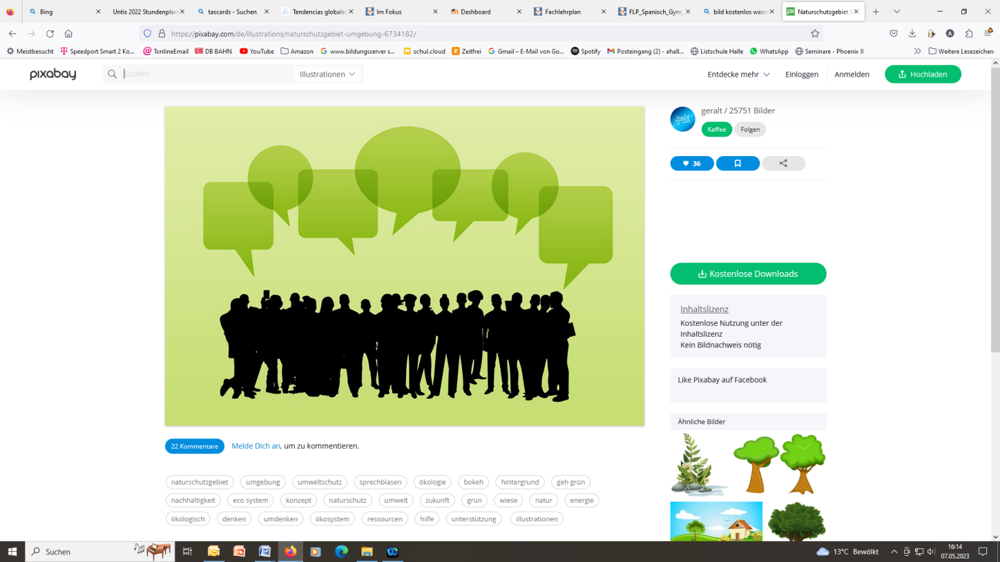 Bing
Untis 2022 Stundenplan
tascards - Suchen
Tendencias globales
Im Fokus
Dashboard
Fachlehrplan
FLP_Spanisch_Gym_
bild kostenlos wasse
Naturschutzgebiet
https://pixabay.com/de/illustrations/naturschutzgebiet-umgebung-6734182/
Meistbesucht
Speedport Smart 2 Ko...
TonlineEmail
DB BAHN
YouTube
Amazon
www.bildungsserver s...
schul.cloud
Zeitfrei
Gmail – E-Mail von Go...
Spotify
Posteingang (2) - ahall...
Listschule Halle
WhatsApp
Seminare - Phoenix II
Weitere Lesezeichen
pixabay
Suchen
Illustrationen
Entdecke mehr
Einloggen
Anmelden
Hochladen
geralt / 25751 Bilder
Kaffee
Folgen
36
Kostenlose Downloads
Inhaltslizenz
Kostenlose Nutzung unter der
Inhaltslizenz
Kein Bildnachweis nötig
Like Pixabay auf Facebook
Ähnliche Bilder
22 Kommentare
Melde Dich an, um zu kommentieren.
naturschutzgebiet
umgebung
umweltschutz
sprechblasen
ökologie
bokeh
hintergrund
geh grün
nachhaltigkeit
eco system
konzept
naturschutz
umwelt
zukunft
grün
wiese
natur
energie
ökologisch
denken
umdenken
ökosystem
ressourcen
hilfe
unterstützung
illustrationen
Suchen
13°C Bewölkt
16:14
07.05.2023